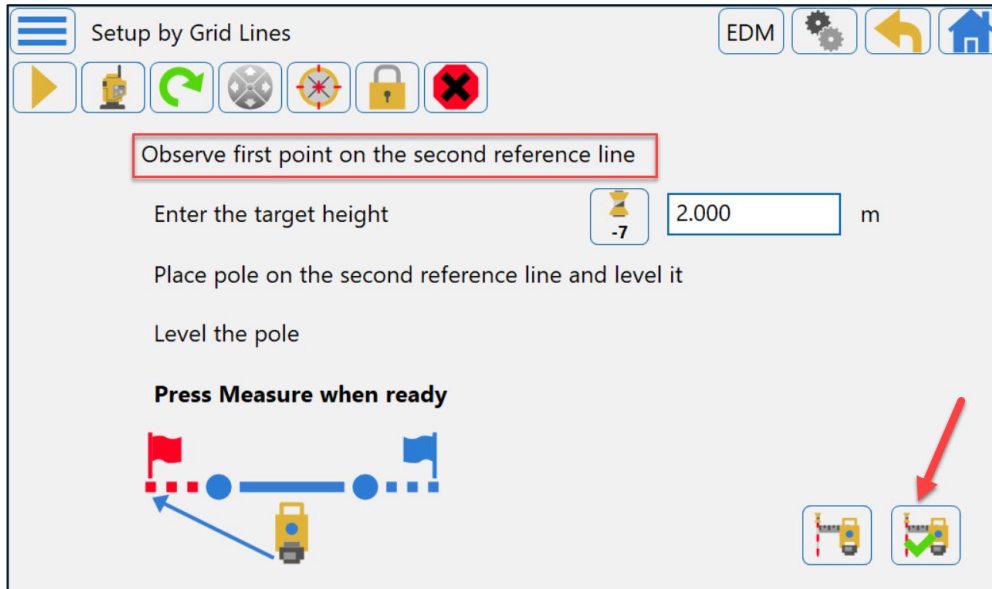 Setup by Grid Lines
EDM
Observe first point on the second reference line
Enter the target height
-7
2.000
m
Place pole on the second reference line and level it
Level the pole
Press Measure when ready